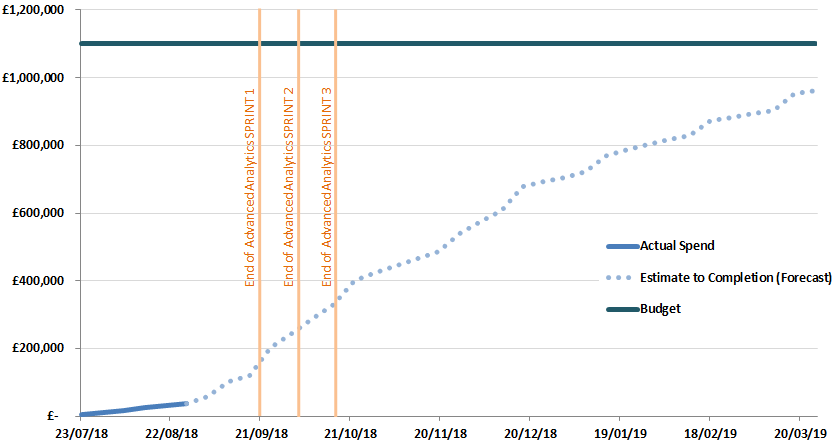 £1,200,000
£1,000,000
£800,000
£600,000
£400,000
£200,000
£-
End of Advanced Analytics SPRINT 1
End of Advanced Analytics SPRINT 2
End of Advanced Analytics SPRINT 3
Actual Spend
Estimate to Completion (Forecast)
Budget
23/07/18 22/08/18 21/09/18 21/10/18 20/11/18 20/12/18 19/01/19 18/02/19 20/03/19